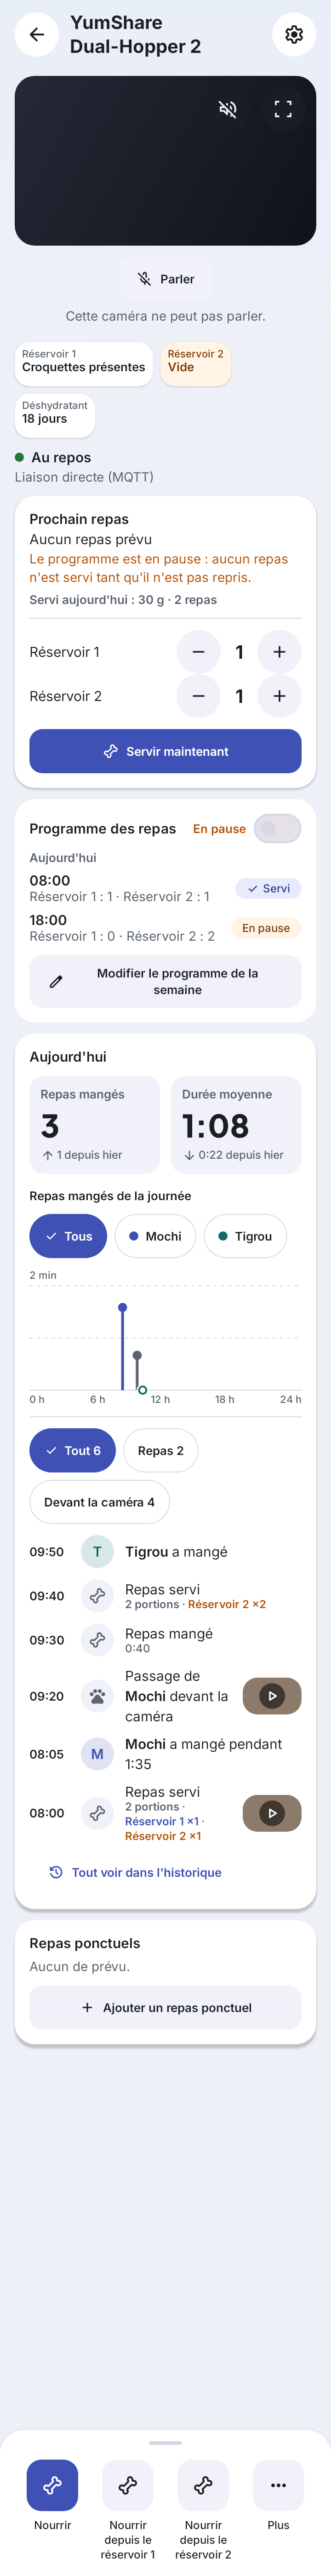 YumShare
Dual-Hopper 2
Parler
Cette caméra ne peut pas parler.
Réservoir 1
Croquettes présentes
Réservoir 2
Vide
Déshydratant
18 jours
Au repos
Liaison directe (MQTT)
Prochain repas
Aucun repas prévu
Le programme est en pause : aucun repas
n'est servi tant qu'il n'est pas repris.
Servi aujourd'hui : 30 g · 2 repas
Réservoir 1
1
Réservoir 2
1
Servir maintenant
Programme des repas
En pause
Aujourd'hui
08:00
Réservoir 1 : 1 · Réservoir 2 : 1
Servi
18:00
Réservoir 1 : 0 · Réservoir 2 : 2
En pause
Modifier le programme de la
semaine
Aujourd'hui
Repas mangés
3
1 depuis hier
Durée moyenne
1:08
0:22 depuis hier
Repas mangés de la journée
Tous
Mochi
Tigrou
2 min
0 h 6 h 12 h 18 h 24 h
Tout 6
Repas 2
Devant la caméra 4
09:50 T Tigrou a mangé
09:40 Repas servi
2 portions · Réservoir 2 ×2
09:30 Repas mangé
0:40
09:20 Passage de
Mochi devant la
caméra
08:05 M Mochi a mangé pendant
1:35
08:00 Repas servi
2 portions ·
Réservoir 1 ×1 ·
Réservoir 2 ×1
Tout voir dans l'historique
Repas ponctuels
Aucun de prévu.
Ajouter un repas ponctuel
Nourrir
Nourrir
depuis le
réservoir 1
Nourrir
depuis le
réservoir 2
Plus